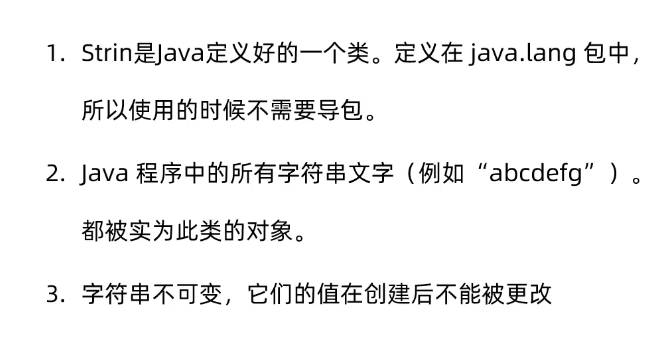 1. Strin是Java定义好的一个类。定义在 java.lang 包中，
所以使用的时候不需要导包。
2. Java 程序中的所有字符串文字（例如“abcdefg”）。
都被实为此类的对象。
3. 字符串不可变，它们的值在创建后不能被更改